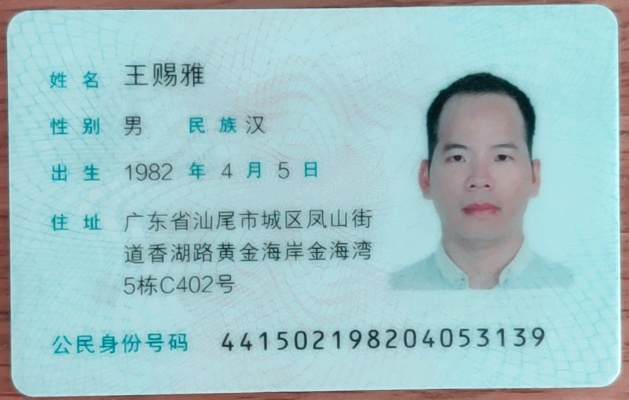 姓名 王赐雅
性别 男 民族 汉
出生 1982 年 4 月 5 日
住址 广东省汕尾市城区凤山街
道香湖路黄金海岸金海湾
5栋C402号
公民身份号码 441502198204053139